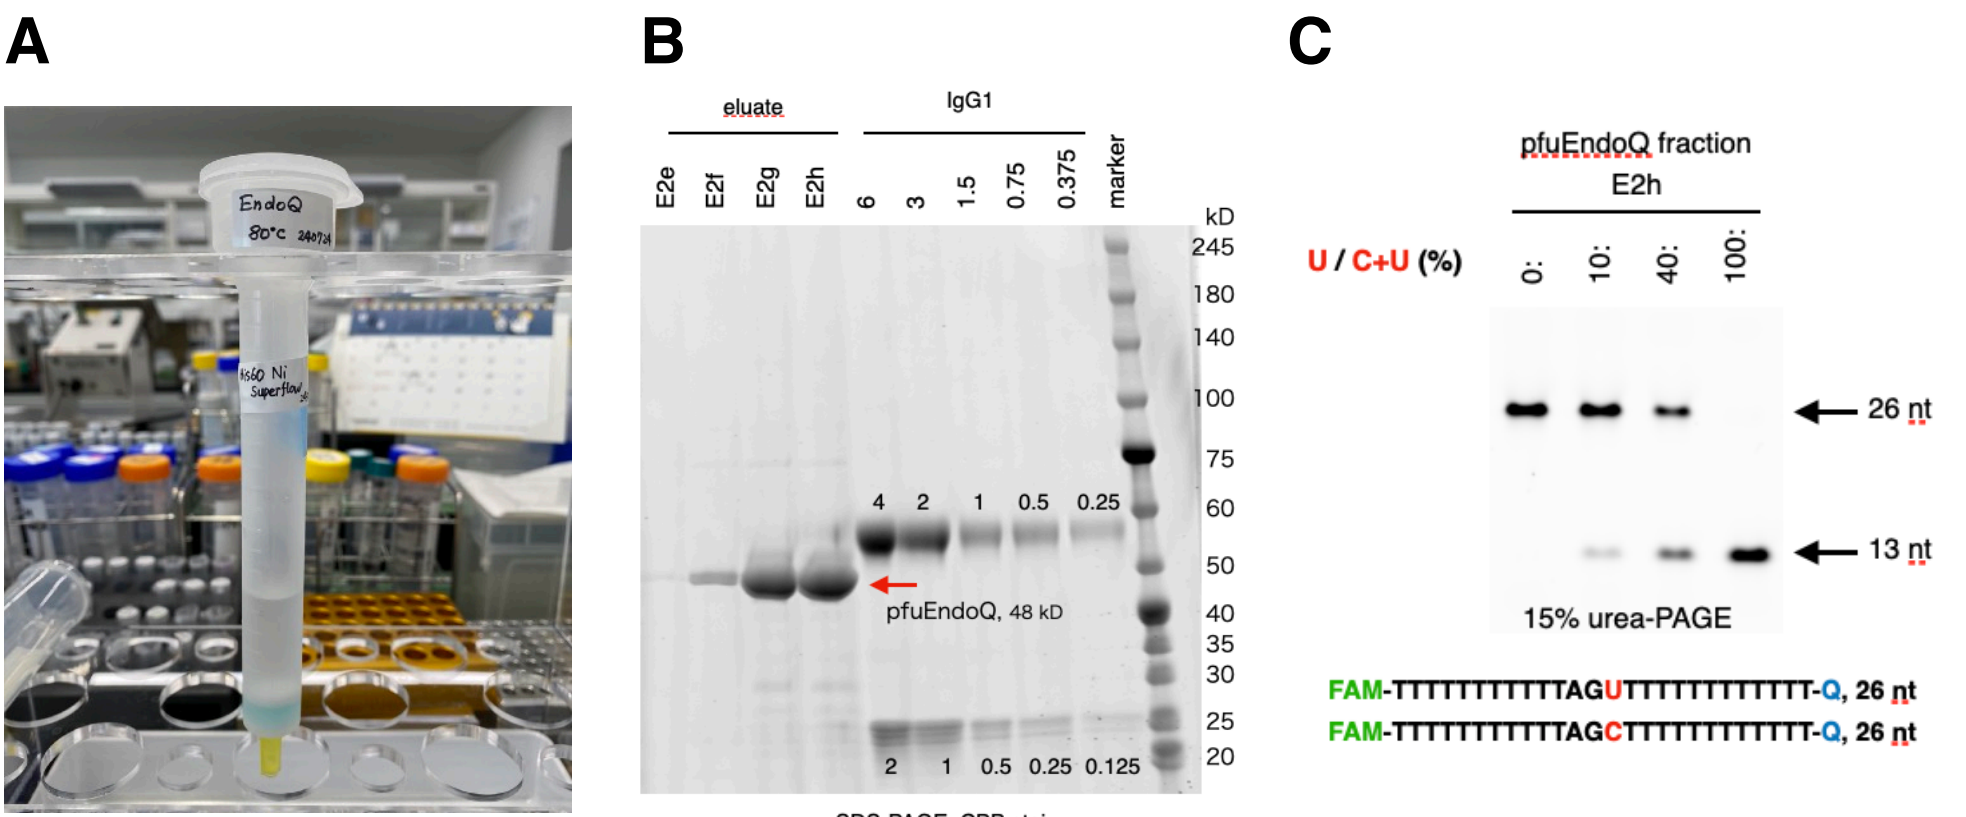 A
EndoQ
80°C 240724
His60 Ni
Superflow
B
eluate
IgG1
E2e
E2f
E2g
E2h
6
3
1.5
0.75
0.375
marker
kD
245
180
140
100
75
60
50
40
35
30
25
20
4 2 1 0.5 0.25
pfuEndoQ, 48 kD
2 1 0.5 0.25 0.125
C
pfuEndoQ fraction
E2h
U / C+U (%)
0:
10:
40:
100:
26 nt
13 nt
15% urea-PAGE
FAM-TTTTTTTTTTTAGUTTTTTTTTTTTT-Q, 26 nt
FAM-TTTTTTTTTTTAGCTTTTTTTTTTTT-Q, 26 nt